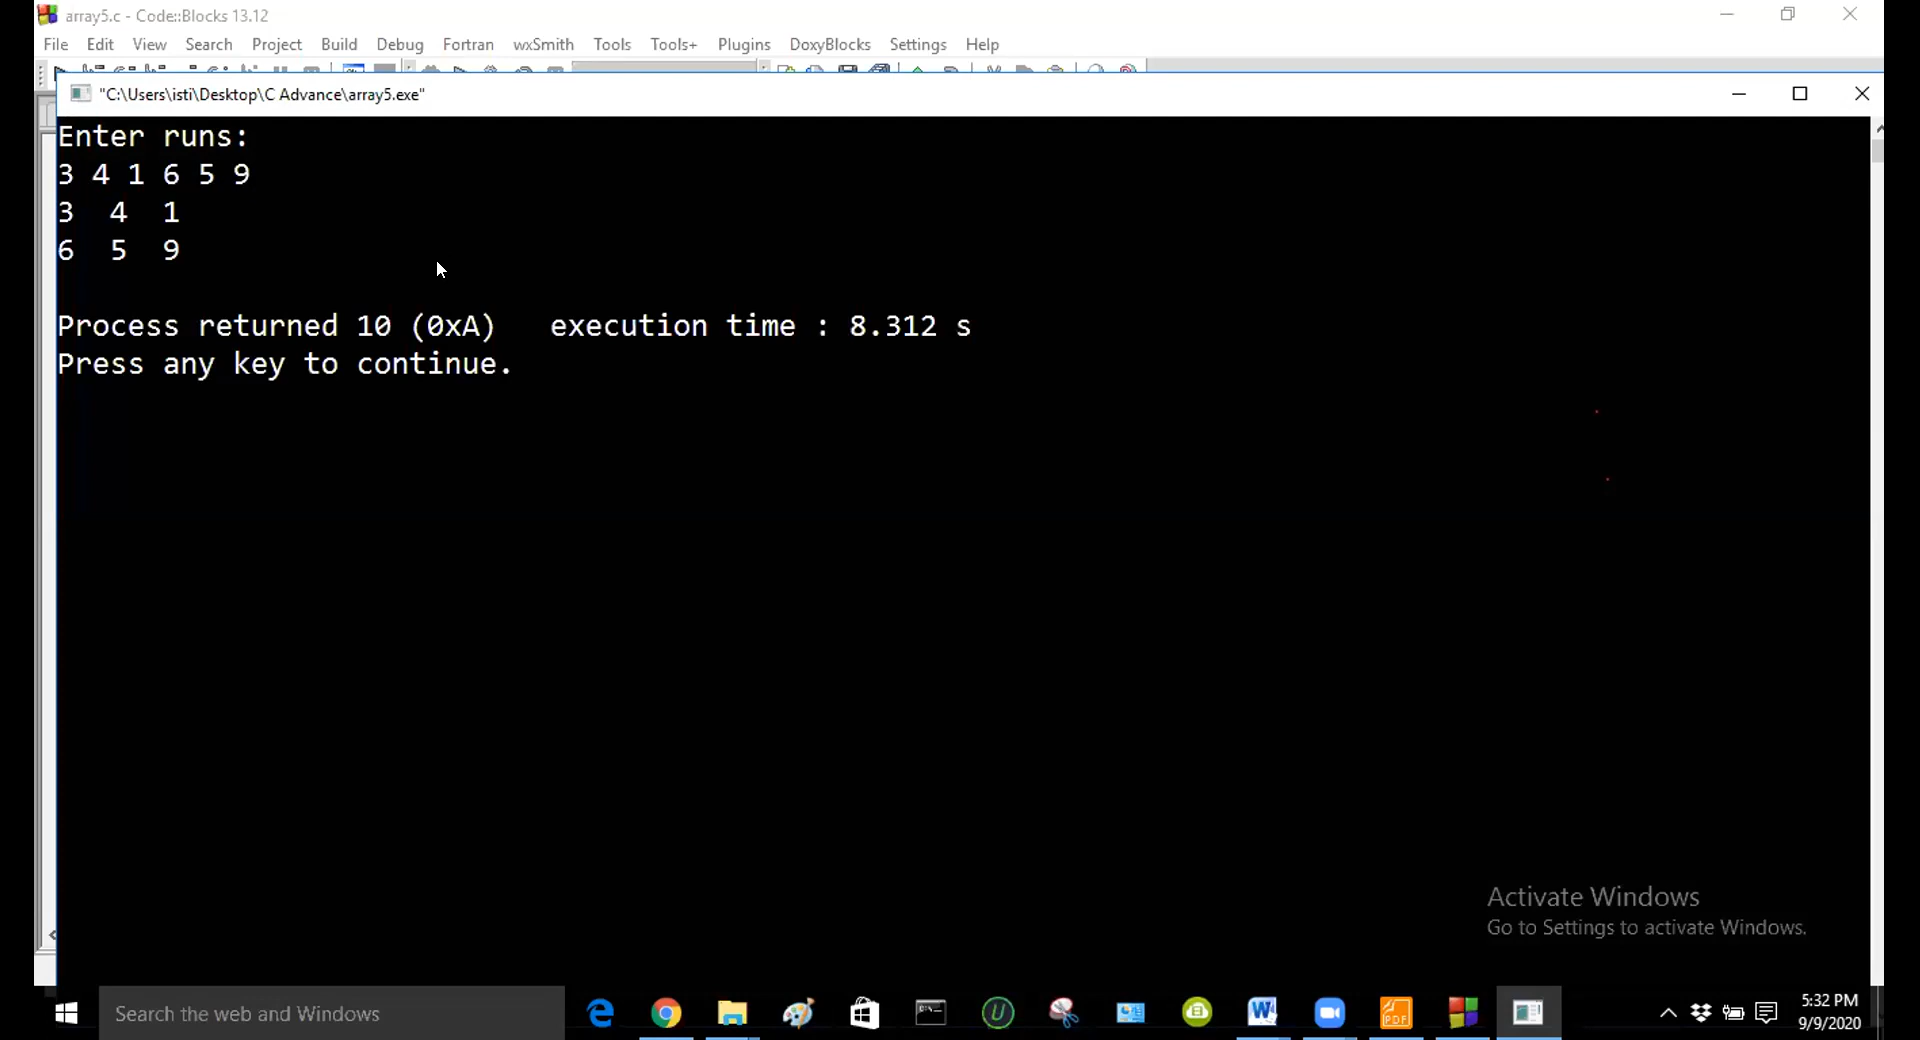 array5.c - Code::Blocks 13.12
File Edit View Search Project Build Debug Fortran wxSmith Tools Tools+ Plugins DoxyBlocks Settings Help
"C:\Users\isti\Desktop\C Advance\array5.exe"
Enter runs:
3 4 1 6 5 9
3  4  1
6  5  9
Process returned 10 (0xA)   execution time : 8.312 s
Press any key to continue.
Activate Windows
Go to Settings to activate Windows.
Search the web and Windows
PDF
5:32 PM
9/9/2020